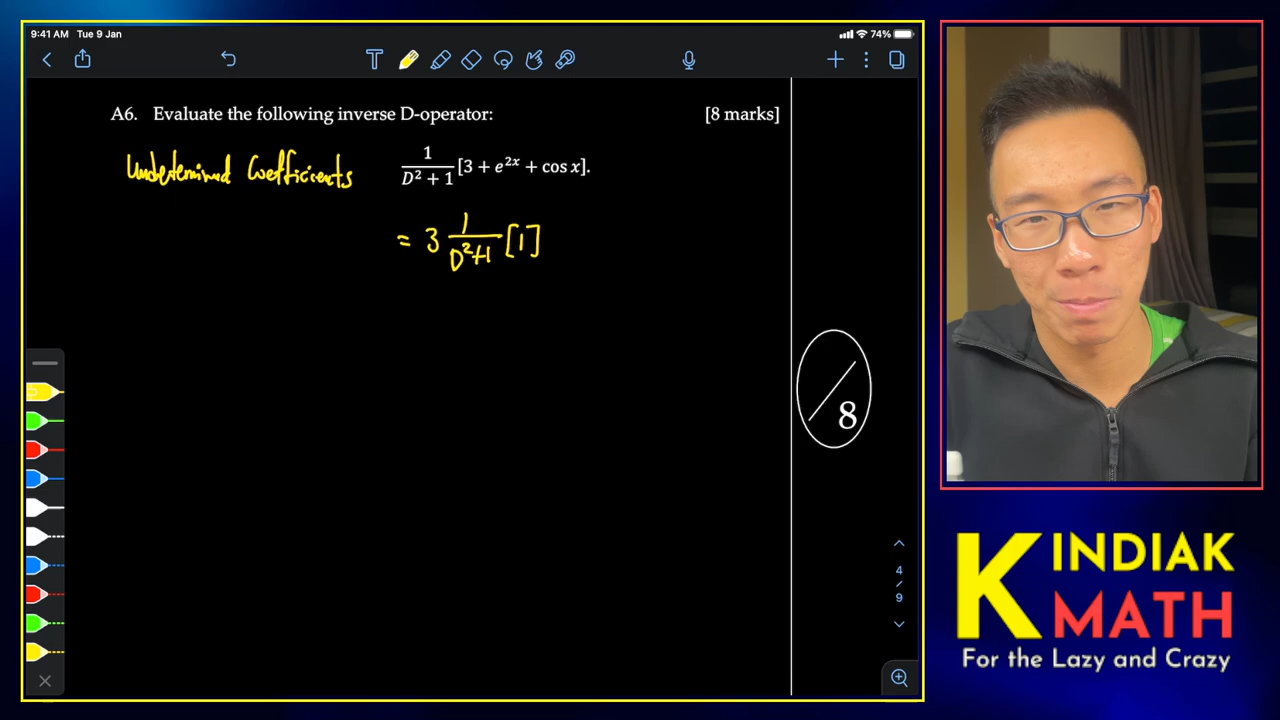 9:41 AM Tue 9 Jan 74%
A6. Evaluate the following inverse D-operator: [8 marks]
Undetermined Coefficients
1/(D² + 1) [3 + e²ˣ + cos x].
= 3 1/(D²+1) [1]
8
4
/
9
KINDIAK
MATH
For the Lazy and Crazy